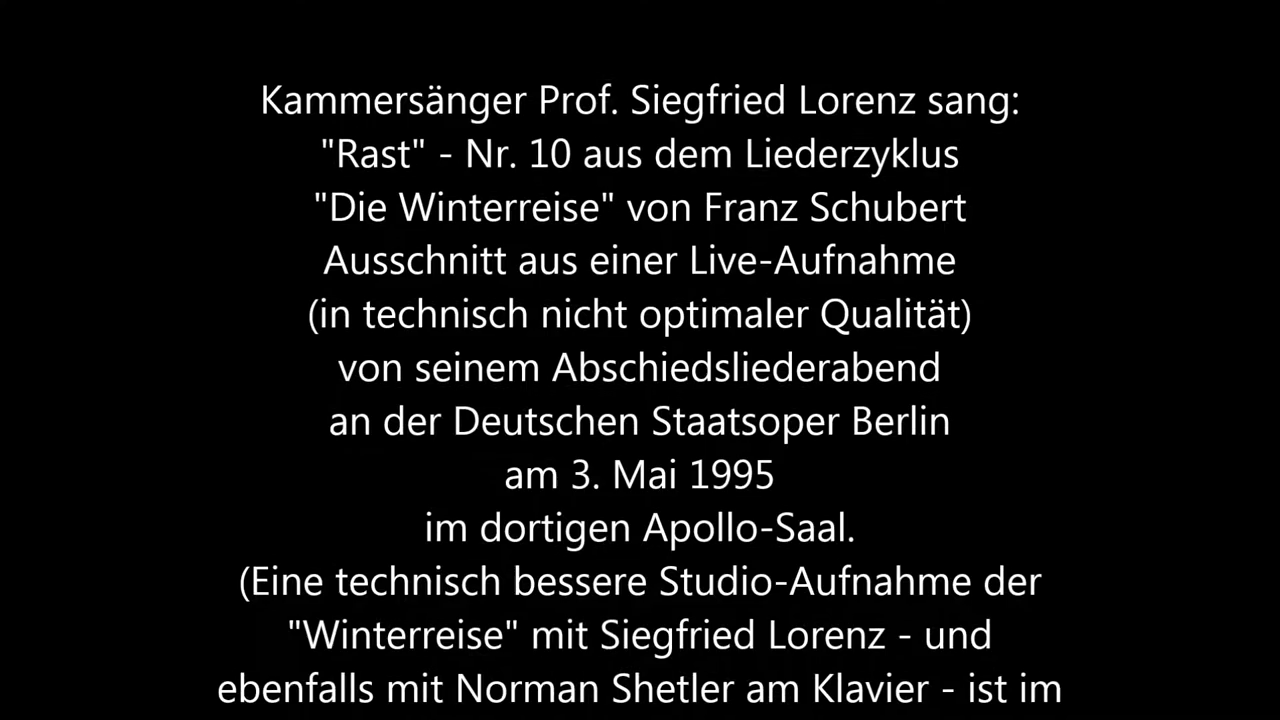 Kammersänger Prof. Siegfried Lorenz sang:
"Rast" - Nr. 10 aus dem Liederzyklus
"Die Winterreise" von Franz Schubert
Ausschnitt aus einer Live-Aufnahme
(in technisch nicht optimaler Qualität)
von seinem Abschiedsliederabend
an der Deutschen Staatsoper Berlin
am 3. Mai 1995
im dortigen Apollo-Saal.
(Eine technisch bessere Studio-Aufnahme der
"Winterreise" mit Siegfried Lorenz - und
ebenfalls mit Norman Shetler am Klavier - ist im